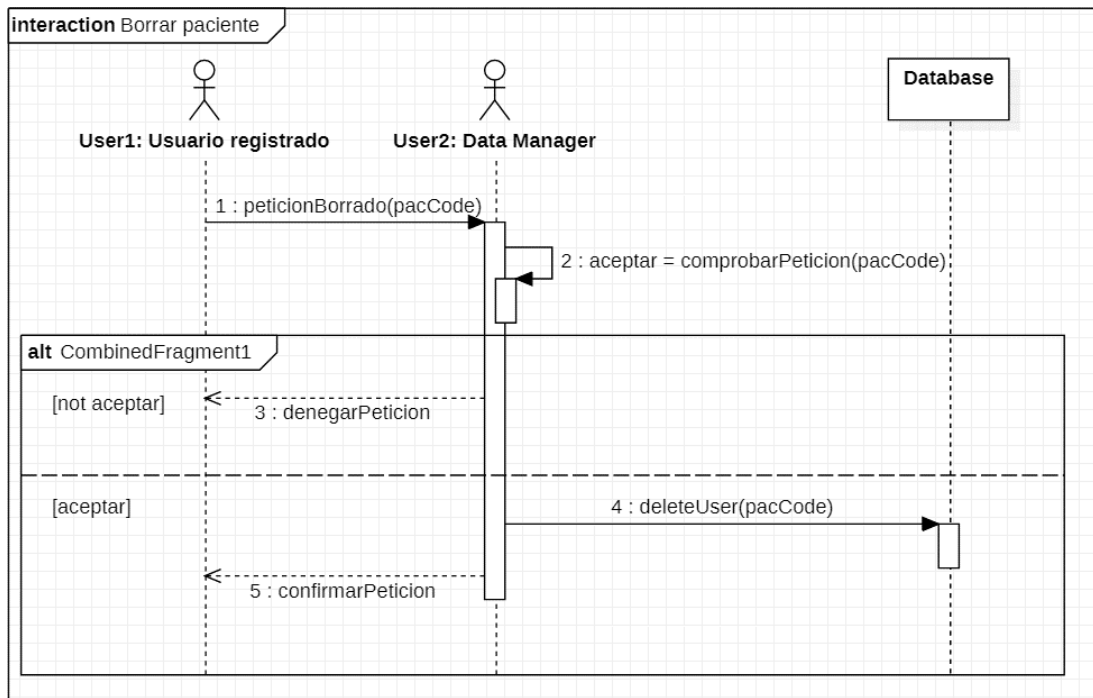 interaction Borrar paciente
User1: Usuario registrado
User2: Data Manager
Database
1 : peticionBorrado(pacCode)
2 : aceptar = comprobarPeticion(pacCode)
alt CombinedFragment1
[not aceptar]
3 : denegarPeticion
[aceptar]
4 : deleteUser(pacCode)
5 : confirmarPeticion